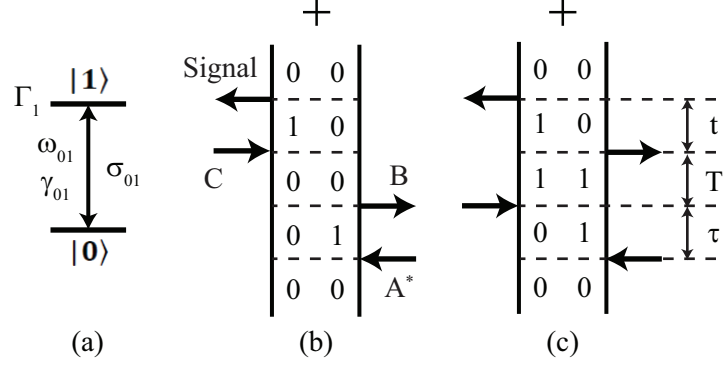 + +
|1⟩
Γ₁
ω₀₁
γ₀₁
σ₀₁
|0⟩
(a)
Signal
0 0
1 0
C
0 0
B
0 1
A*
0 0
(b)
0 0
t
1 0
T
1 1
τ
0 1
0 0
(c)